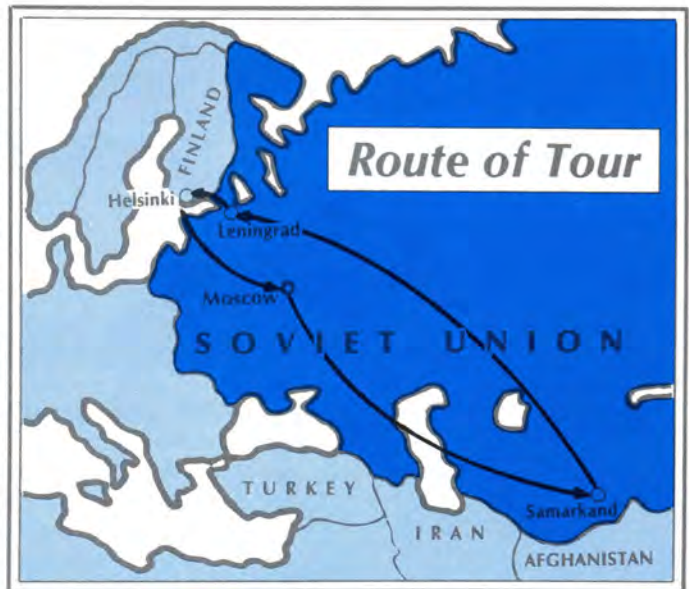 FINLAND
Route of Tour
Helsinki
Leningrad
Moscow
SOVIET UNION
TURKEY
Samarkand
IRAN
AFGHANISTAN